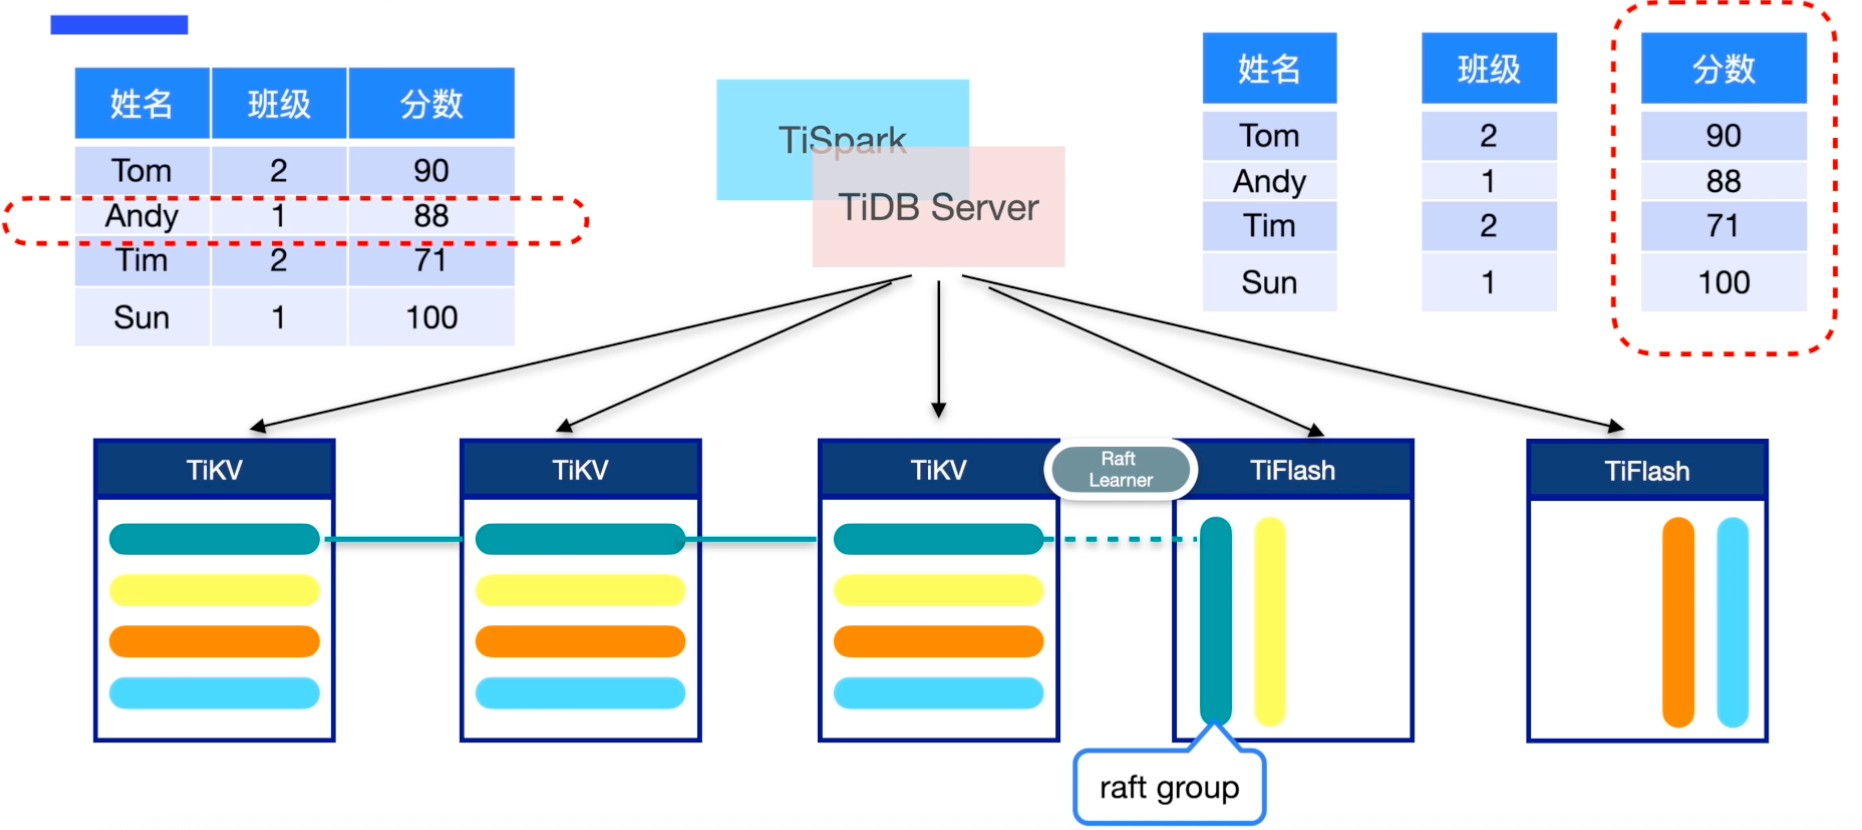 姓名 班级 分数
Tom 2 90
Andy 1 88
Tim 2 71
Sun 1 100
TiSpark
TiDB Server
姓名 班级 分数
Tom 2 90
Andy 1 88
Tim 2 71
Sun 1 100
TiKV
TiKV
TiKV
Raft
Learner
TiFlash
TiFlash
raft group